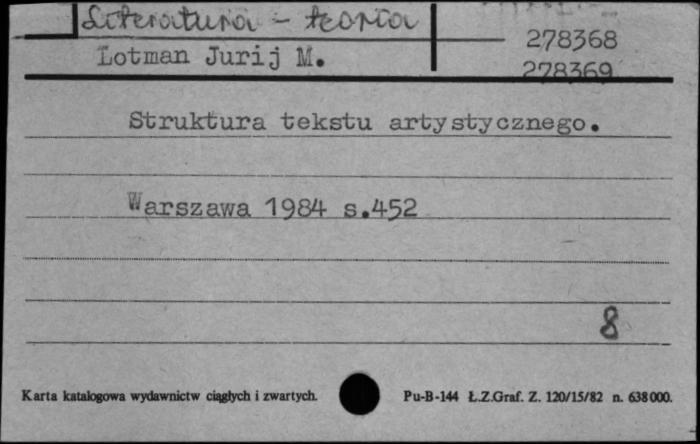 Literatura - teoria
278368
Lotman Jurij M.
278369
Struktura tekstu artystycznego.
Warszawa 1984 s.452
8
Karta katalogowa wydawnictw ciągłych i zwartych. Pu-B-144 Ł.Z.Graf. Z. 120/15/82 n. 638000.